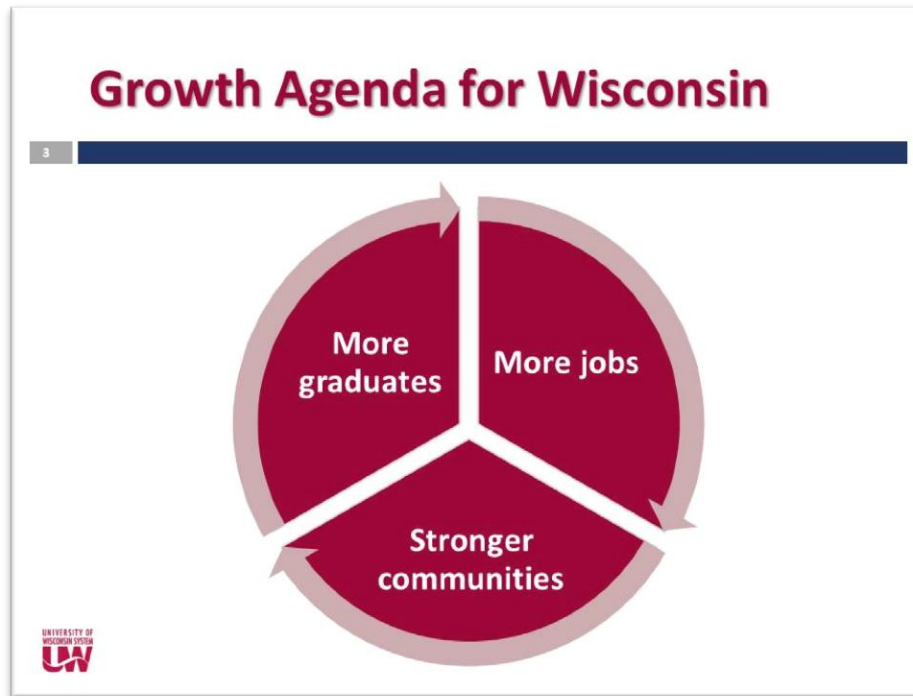 Growth Agenda for Wisconsin
3
More
graduates
More jobs
Stronger
communities
UNIVERSITY OF
WISCONSIN SYSTEM
UW